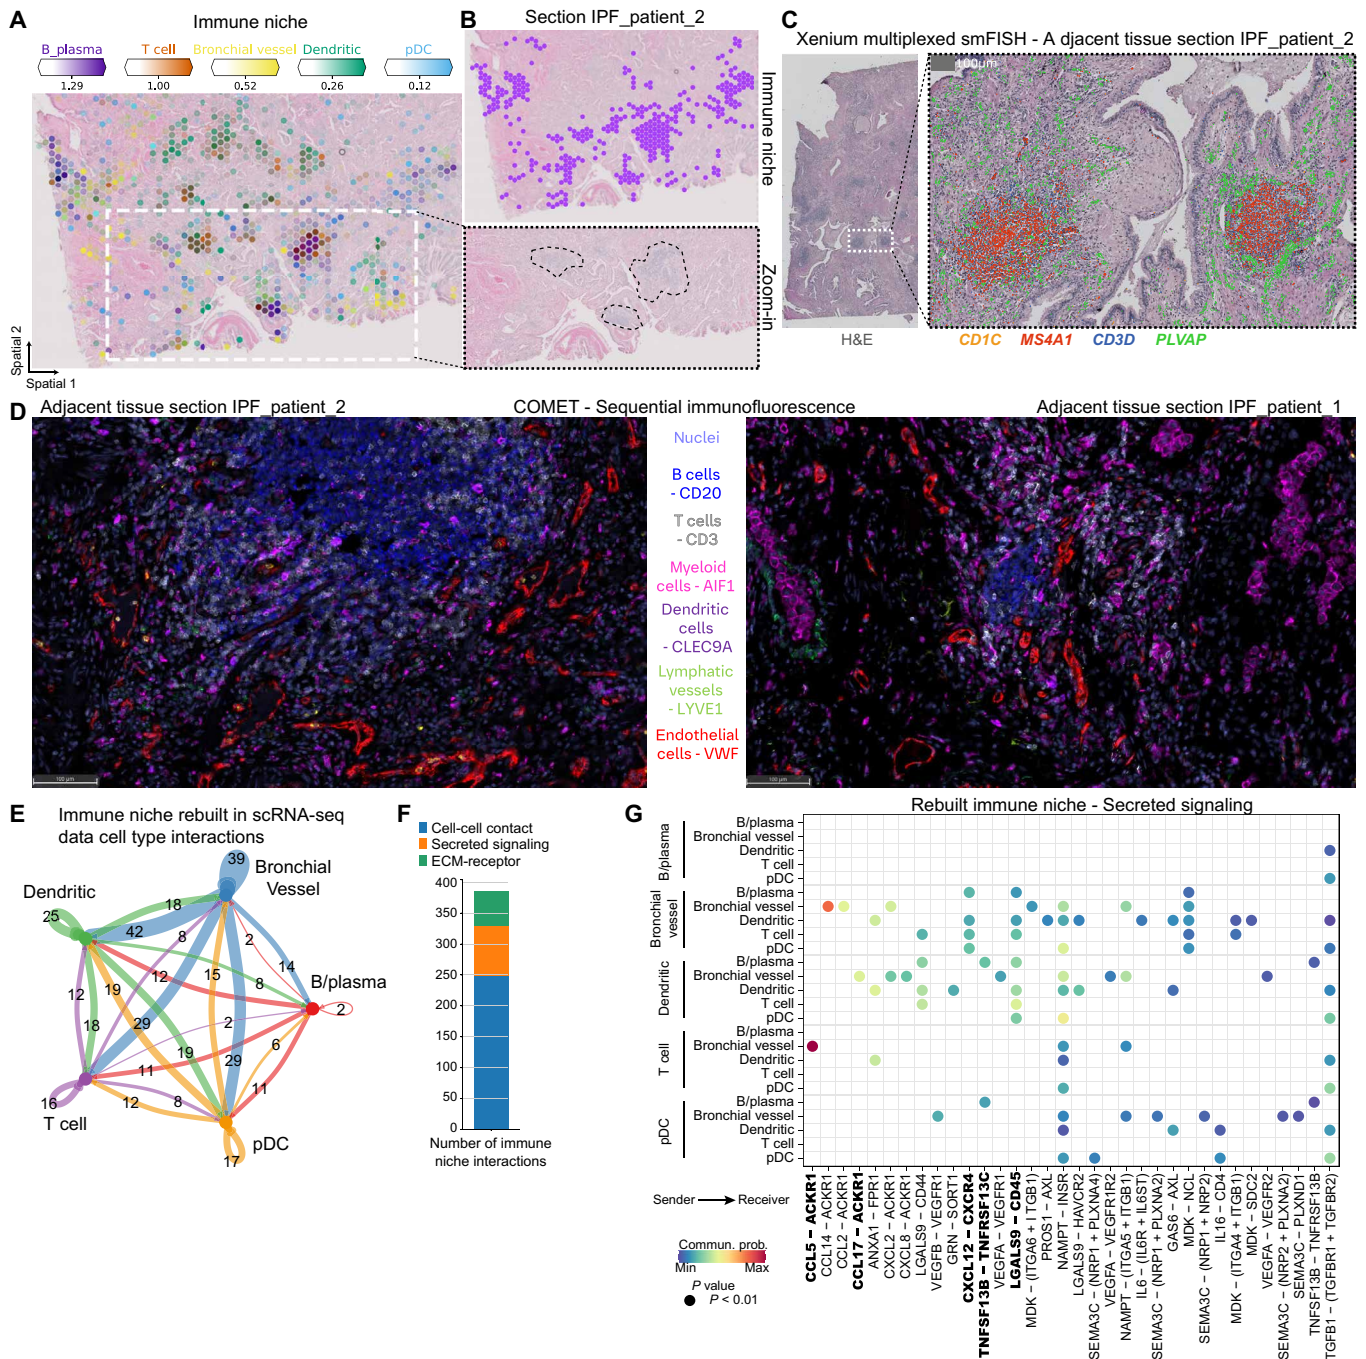 A
Immune niche
B_plasma T cell Bronchial vessel Dendritic pDC
1.29 1.00 0.52 0.26 0.12
Spatial 2
Spatial 1
B
Section IPF_patient_2
Immune niche
Zoom-in
C
Xenium multiplexed smFISH - A djacent tissue section IPF_patient_2
100µm
H&E
CD1C MS4A1 CD3D PLVAP
D
Adjacent tissue section IPF_patient_2
COMET - Sequential immunofluorescence
Adjacent tissue section IPF_patient_1
Nuclei
B cells
- CD20
T cells
- CD3
Myeloid
cells - AIF1
Dendritic
cells
- CLEC9A
Lymphatic
vessels
- LYVE1
Endothelial
cells - VWF
100 µm
100 µm
E
Immune niche rebuilt in scRNA-seq
data cell type interactions
39
Bronchial
Vessel
Dendritic
25
18
42
8
2
14
B/plasma
12
15
8
2
12
19
18
29
2
6
19
29
11
11
16
T cell
12
8
pDC
17
F
Cell-cell contact
Secreted signaling
ECM-receptor
400
350
300
250
200
150
100
50
0
Number of immune
niche interactions
G
Rebuilt immune niche - Secreted signaling
B/plasma
B/plasma
Bronchial vessel
Dendritic
T cell
pDC
Bronchial
vessel
B/plasma
Bronchial vessel
Dendritic
T cell
pDC
Dendritic
B/plasma
Bronchial vessel
Dendritic
T cell
pDC
T cell
B/plasma
Bronchial vessel
Dendritic
T cell
pDC
pDC
B/plasma
Bronchial vessel
Dendritic
T cell
pDC
Sender → Receiver
Commun. prob.
Min Max
P value
P < 0.01
CCL5 – ACKR1
CCL14 – ACKR1
CCL2 – ACKR1
CCL17 – ACKR1
ANXA1 – FPR1
CXCL2 – ACKR1
CXCL8 – ACKR1
LGALS9 – CD44
VEGFB – VEGFR1
GRN – SORT1
CXCL12 – CXCR4
TNFSF13B – TNFRSF13C
VEGFA – VEGFR1
LGALS9 – CD45
MDK – (ITGA6 + ITGB1)
PROS1 – AXL
NAMPT – INSR
LGALS9 – HAVCR2
SEMA3C – (NRP1 + PLXNA4)
VEGFA – VEGFR1R2
NAMPT – (ITGA5 + ITGB1)
IL6 – (IL6R + IL6ST)
SEMA3C – (NRP1 + PLXNA2)
GAS6 – AXL
MDK – NCL
SEMA3C – (NRP1 + NRP2)
IL16 – CD4
MDK – (ITGA4 + ITGB1)
MDK – SDC2
VEGFA – VEGFR2
SEMA3C – (NRP2 + PLXNA2)
SEMA3C – PLXND1
TNFSF13B – TNFRSF13B
TGFB1 – (TGFBR1 + TGFBR2)